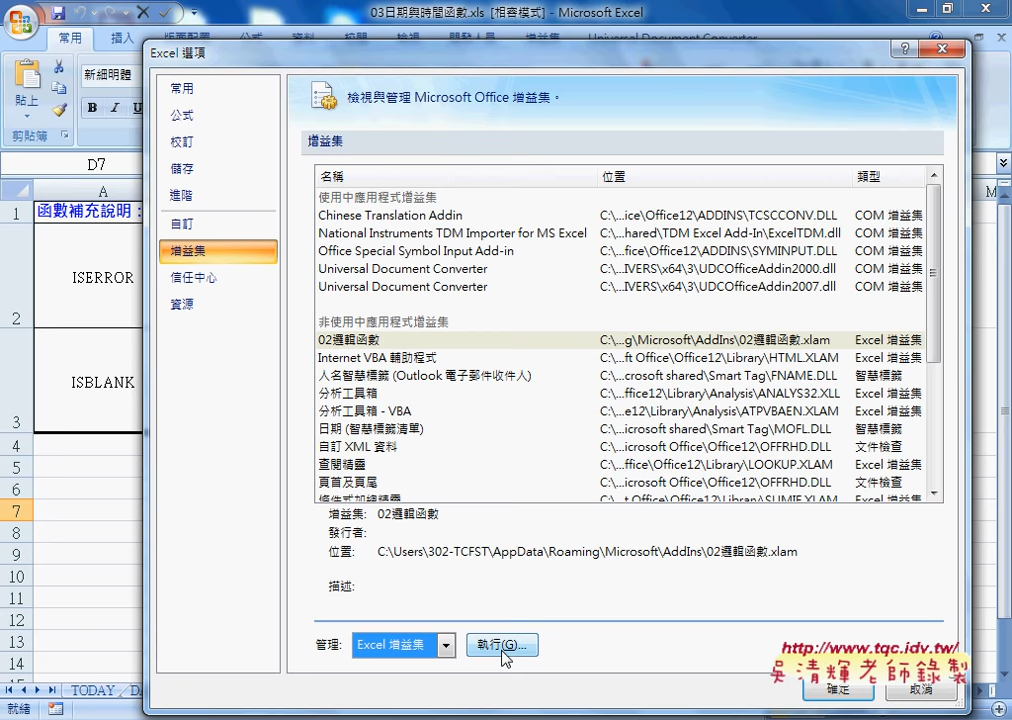 03日期與時間函數.xls [相容模式] - Microsoft Excel
常用
插入
Universal Document Converter
貼上
新細明體
B I U
剪貼簿
D7
A
M
1 函數補充說明：
2 ISERROR
3 ISBLANK
4
5
6
7
8
9
10
11
12
13
14
TODAY
就緒
Excel 選項
常用
公式
校訂
儲存
進階
自訂
增益集
信任中心
資源
檢視與管理 Microsoft Office 增益集。
增益集
名稱 位置 類型
使用中應用程式增益集
Chinese Translation Addin C:\...ice\Office12\ADDINS\TCSCCONV.DLL COM 增益集
National Instruments TDM Importer for MS Excel C:\...hared\TDM Excel Add-In\ExcelTDM.dll COM 增益集
Office Special Symbol Input Add-in C:\...fice\Office12\ADDINS\SYMINPUT.DLL COM 增益集
Universal Document Converter C:\...IVERS\x64\3\UDCOfficeAddin2000.dll COM 增益集
Universal Document Converter C:\...IVERS\x64\3\UDCOfficeAddin2007.dll COM 增益集
非使用中應用程式增益集
02邏輯函數 C:\...g\Microsoft\AddIns\02邏輯函數.xlam Excel 增益集
Internet VBA 輔助程式 C:\...ft Office\Office12\Library\HTML.XLAM Excel 增益集
人名智慧標籤 (Outlook 電子郵件收件人) C:\...crosoft shared\Smart Tag\FNAME.DLL 智慧標籤
分析工具箱 C:\...ffice12\Library\Analysis\ANALYS32.XLL Excel 增益集
分析工具箱 - VBA C:\...e12\Library\Analysis\ATPVBAEN.XLAM Excel 增益集
日期 (智慧標籤清單) C:\...icrosoft shared\Smart Tag\MOFL.DLL 智慧標籤
自訂 XML 資料 C:\...icrosoft Office\Office12\OFFRHD.DLL 文件檢查
查閱精靈 C:\...ffice\Office12\Library\LOOKUP.XLAM Excel 增益集
頁首及頁尾 C:\...icrosoft Office\Office12\OFFRHD.DLL 文件檢查
條件式加總精靈 C:\...t Office\Office12\Library\SUMIF.XLAM Excel 增益集
增益集: 02邏輯函數
發行者:
位置: C:\Users\302-TCFST\AppData\Roaming\Microsoft\AddIns\02邏輯函數.xlam
描述:
管理: Excel 增益集 執行(G)...
http://www.tqc.idv.tw/
吳清輝老師錄製
確定 取消